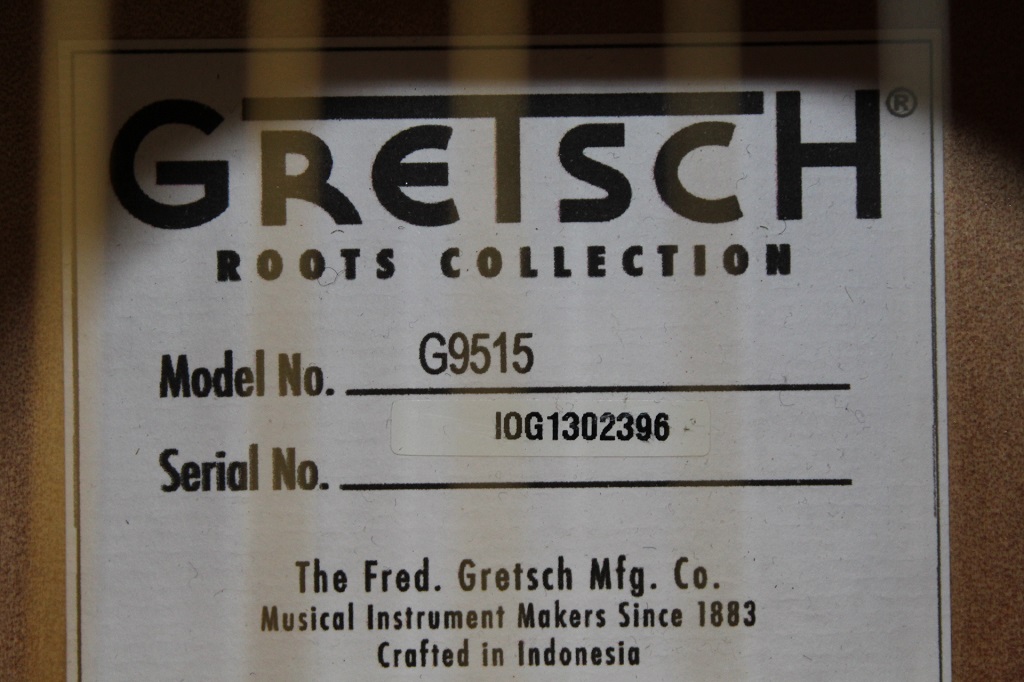 GRETSCH®
ROOTS COLLECTION
Model No. G9515
IOG1302396
Serial No.
The Fred. Gretsch Mfg. Co.
Musical Instrument Makers Since 1883
Crafted in Indonesia